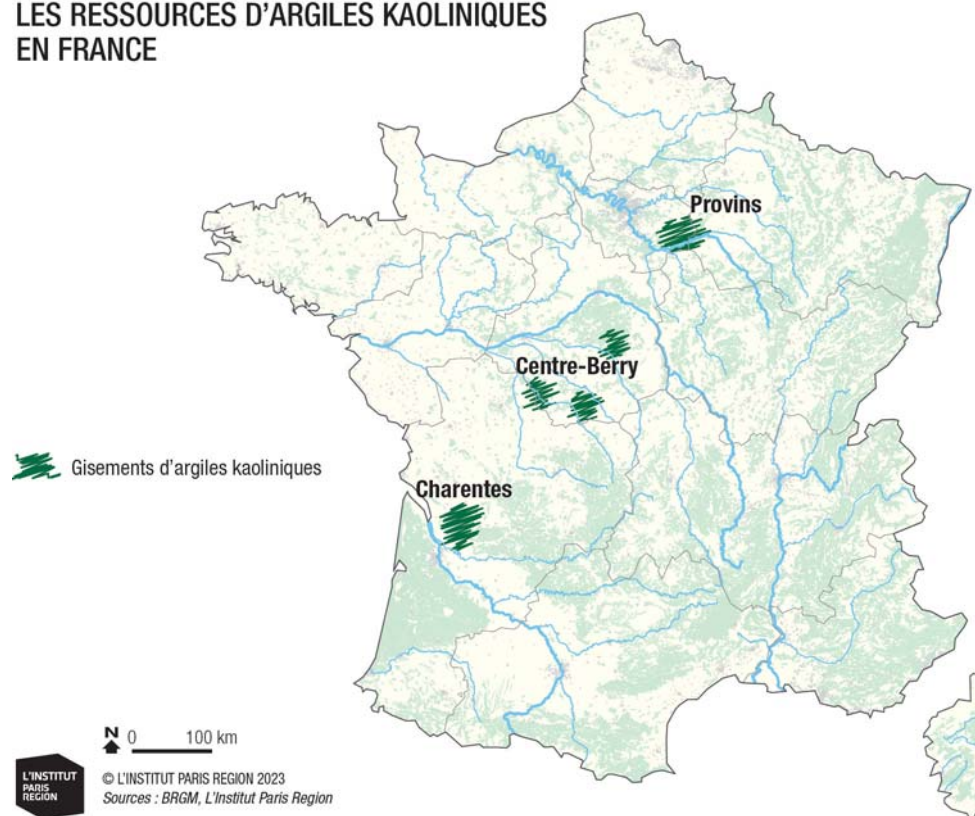 LES RESSOURCES D’ARGILES KAOLINIQUES
EN FRANCE
Provins
Centre-Berry
Gisements d’argiles kaoliniques
Charentes
N 0 100 km
L'INSTITUT
PARIS
REGION
© L’INSTITUT PARIS REGION 2023
Sources : BRGM, L’Institut Paris Region